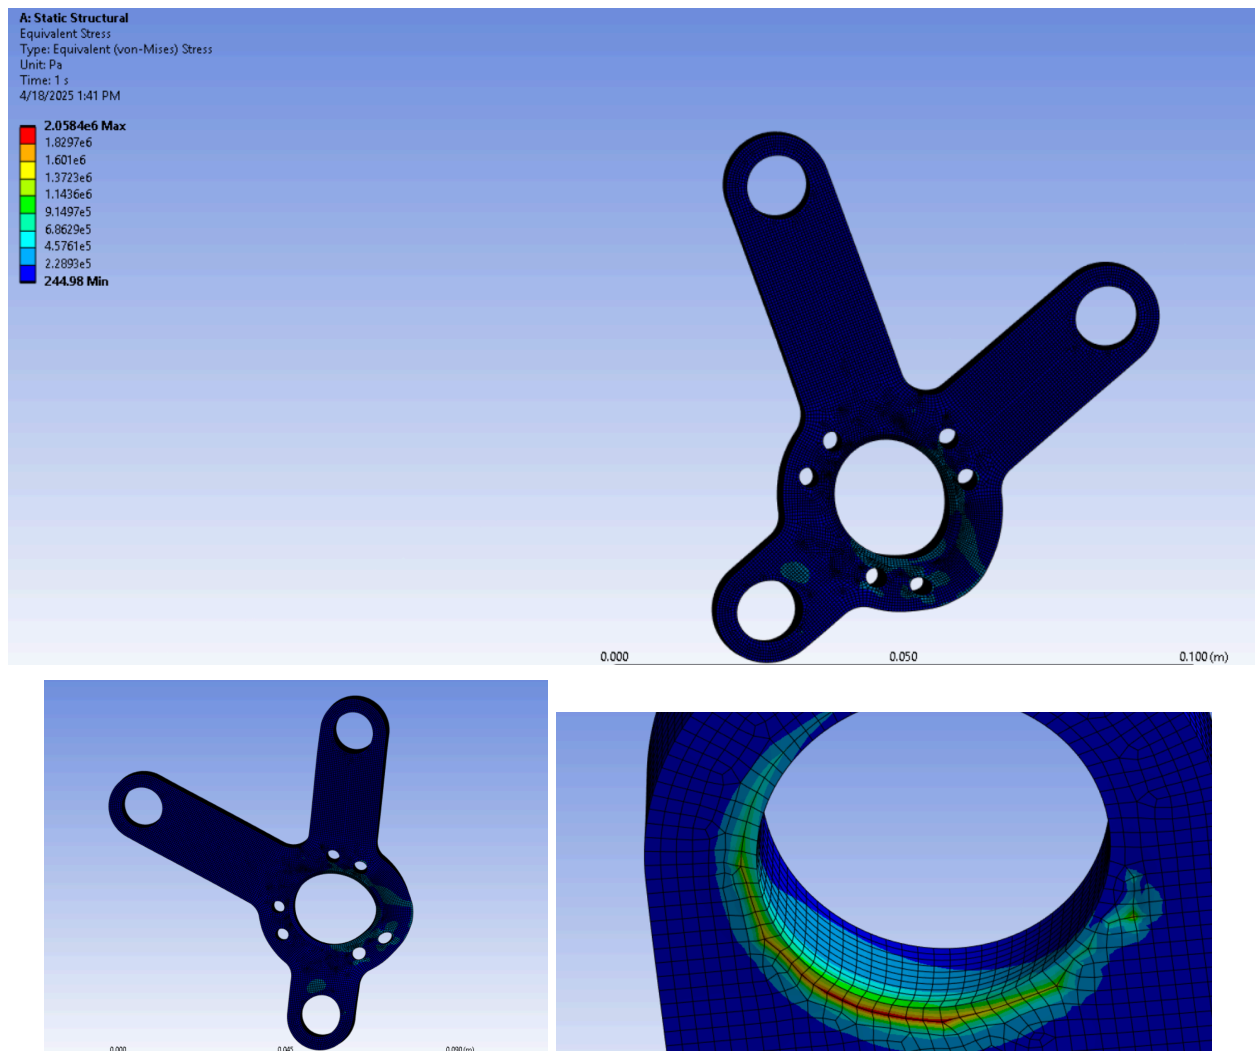 A: Static Structural
Equivalent Stress
Type: Equivalent (von-Mises) Stress
Unit: Pa
Time: 1 s
4/18/2025 1:41 PM
2.0584e6 Max
1.8297e6
1.601e6
1.3723e6
1.1436e6
9.1497e5
6.8629e5
4.5761e5
2.2893e5
244.98 Min
0.000 0.050 0.100 (m)
0.000 0.045 0.090 (m)